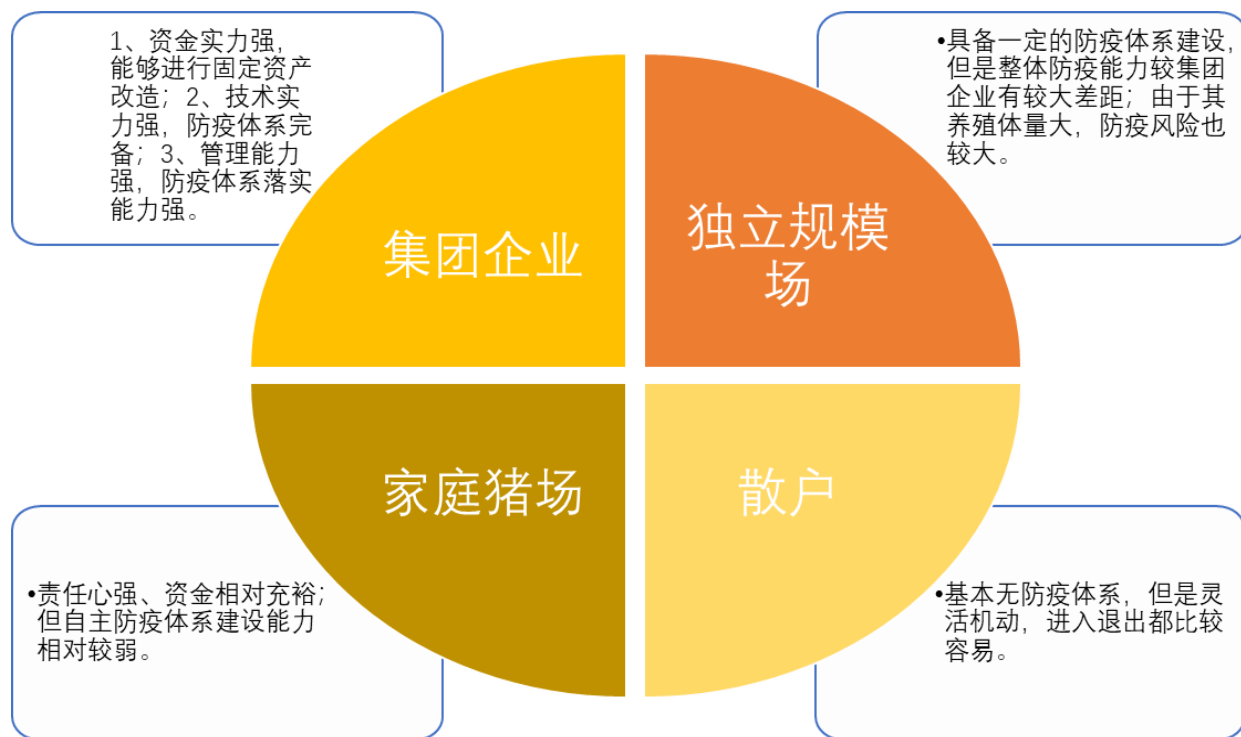 1、资金实力强，
能够进行固定资产
改造；2、技术实
力强，防疫体系完
备；3、管理能力
强，防疫体系落实
能力强。
•具备一定的防疫体系建设，
但是整体防疫能力较集团
企业有较大差距；由于其
养殖体量大，防疫风险也
较大。
集团企业
独立规模
场
家庭猪场
散户
•责任心强、资金相对充裕；
但自主防疫体系建设能力
相对较弱。
•基本无防疫体系，但是灵
活机动，进入退出都比较
容易。